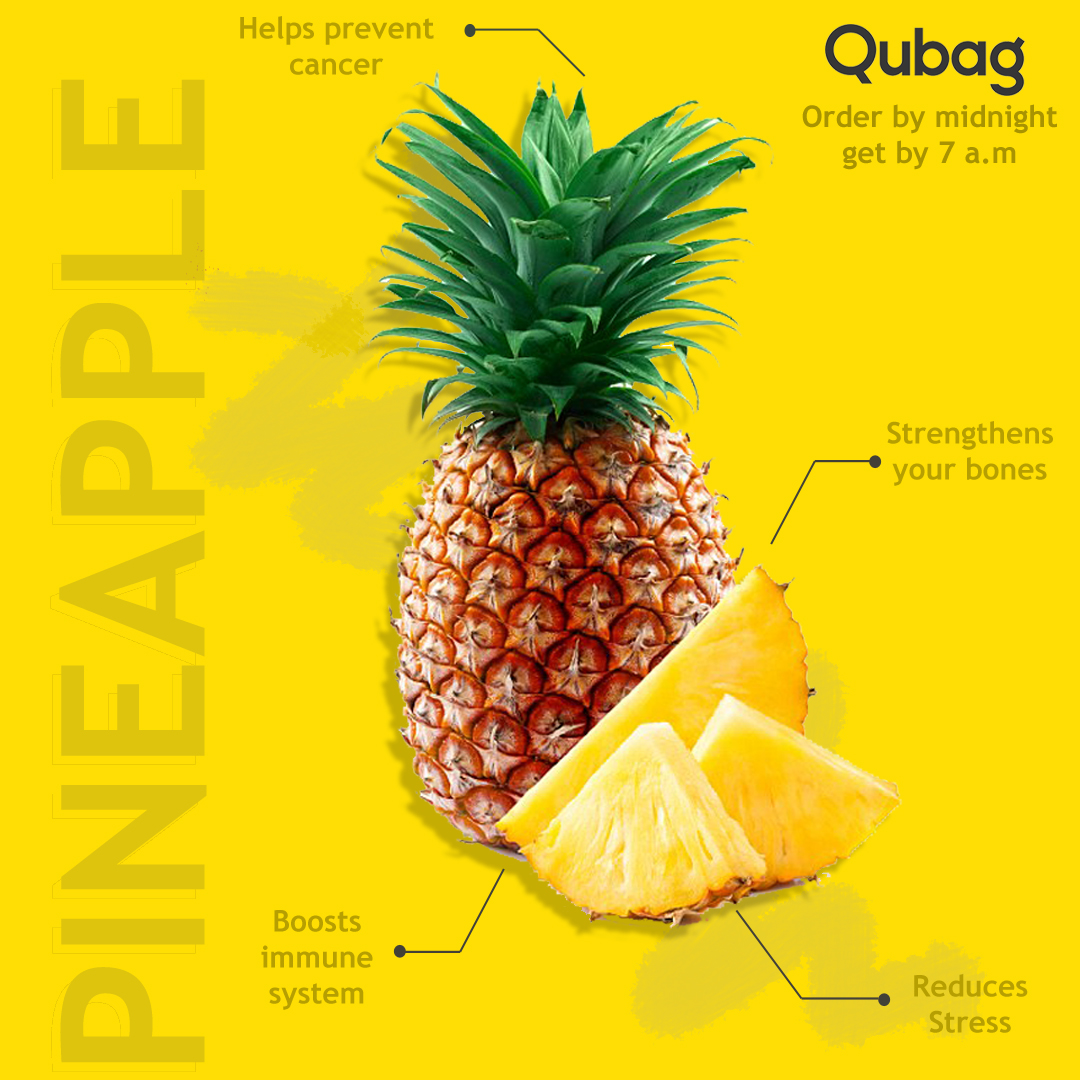 Helps prevent
cancer
Qubag
Order by midnight
get by 7 a.m
PINEAPPLE
Strengthens
your bones
Boosts
immune
system
Reduces
Stress